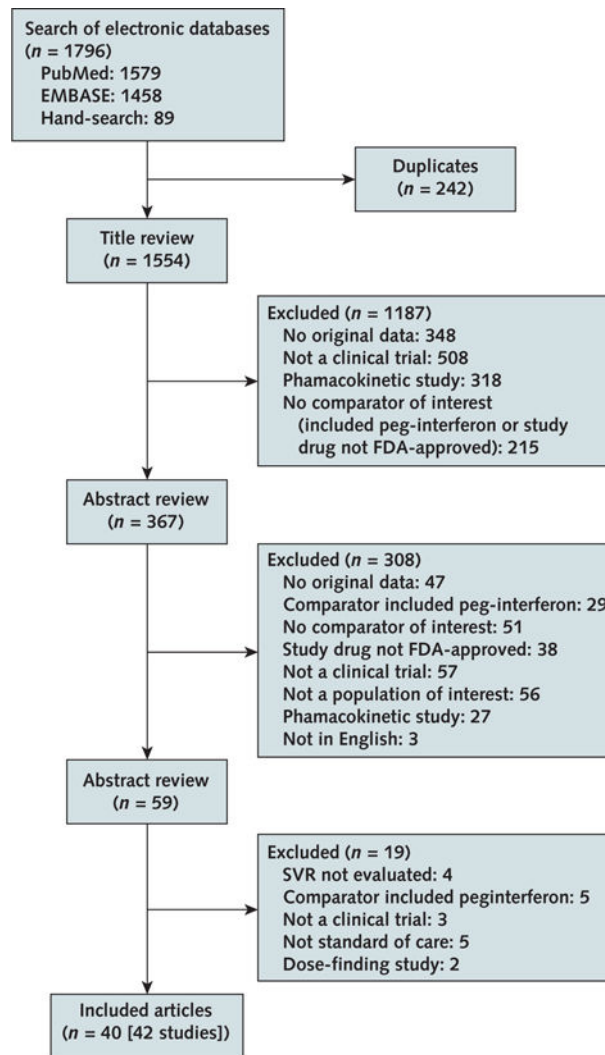 Search of electronic databases
(n = 1796)
PubMed: 1579
EMBASE: 1458
Hand-search: 89
Duplicates
(n = 242)
Title review
(n = 1554)
Excluded (n = 1187)
No original data: 348
Not a clinical trial: 508
Phamacokinetic study: 318
No comparator of interest
(included peg-interferon or study
drug not FDA-approved): 215
Abstract review
(n = 367)
Excluded (n = 308)
No original data: 47
Comparator included peg-interferon: 29
No comparator of interest: 51
Study drug not FDA-approved: 38
Not a clinical trial: 57
Not a population of interest: 56
Phamacokinetic study: 27
Not in English: 3
Abstract review
(n = 59)
Excluded (n = 19)
SVR not evaluated: 4
Comparator included peginterferon: 5
Not a clinical trial: 3
Not standard of care: 5
Dose-finding study: 2
Included articles
(n = 40 [42 studies])